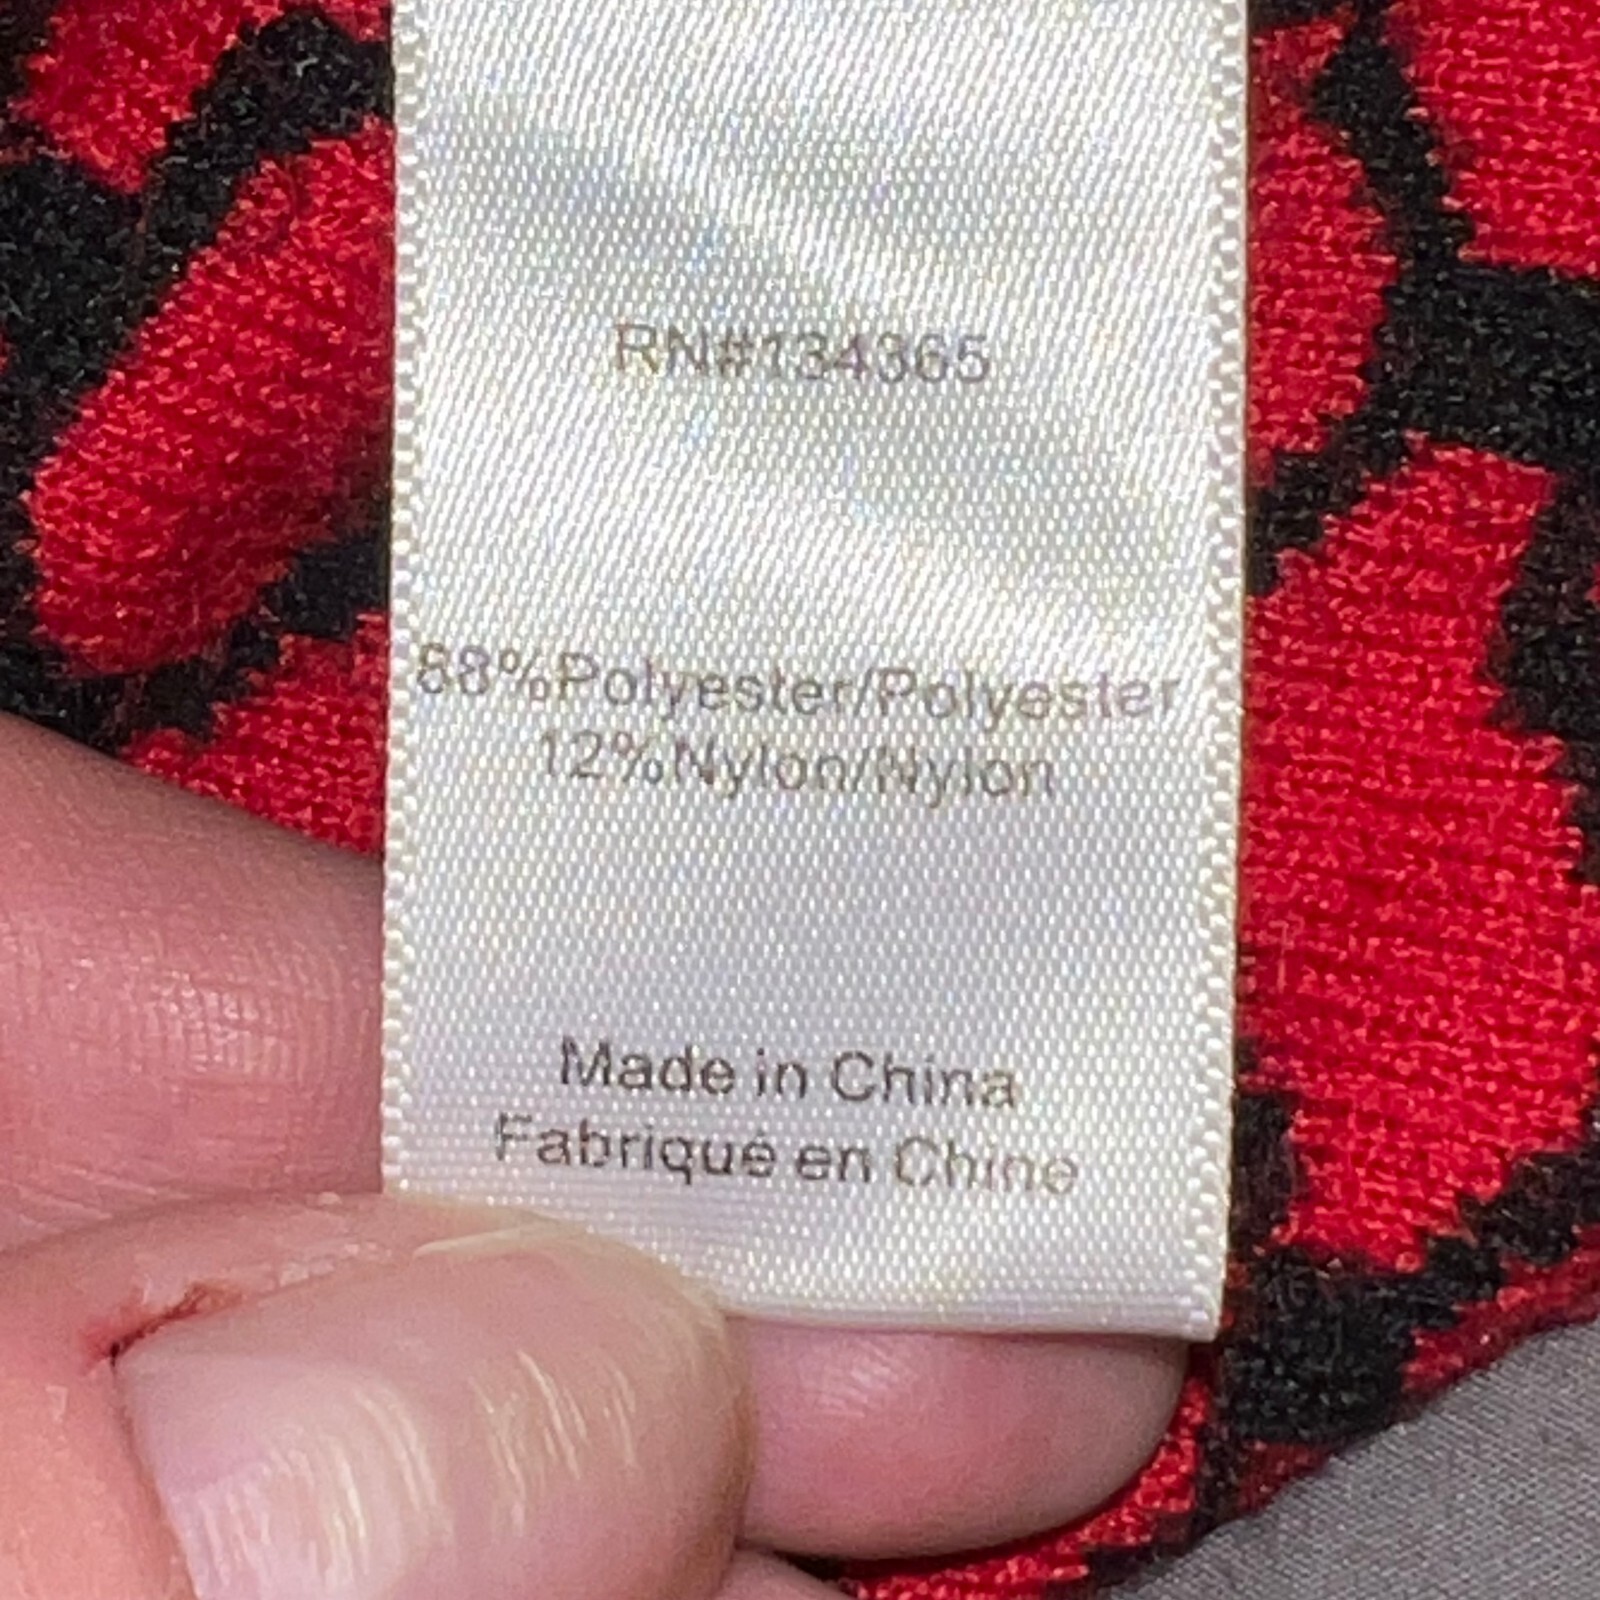 RN#134365
88%Polyester/Polyester
12%Nylon/Nylon
Made in China
Fabriqué en Chine